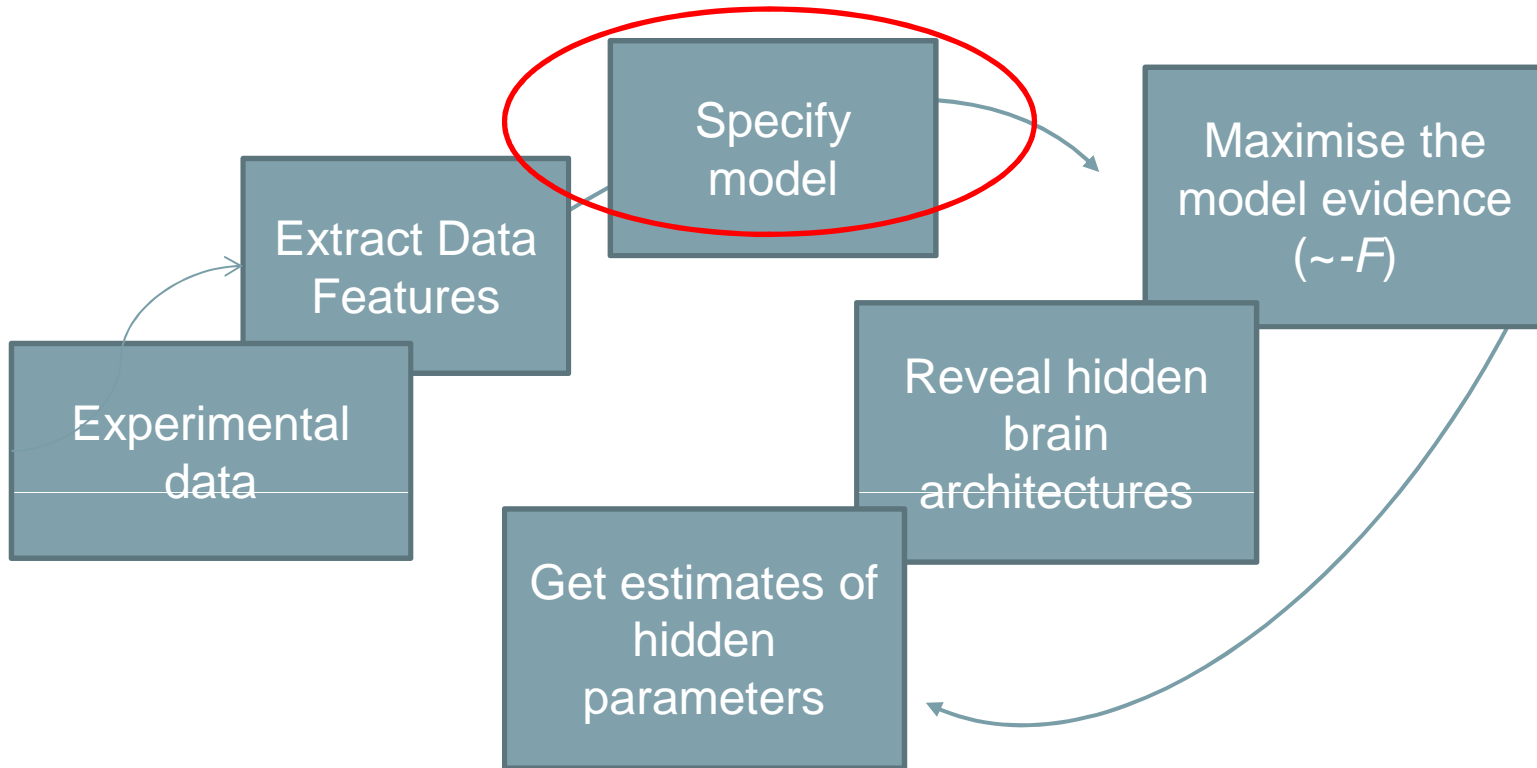 Experimental
data
Extract Data
Features
Specify
model
Maximise the
model evidence
(~-F)
Reveal hidden
brain
architectures
Get estimates of
hidden
parameters